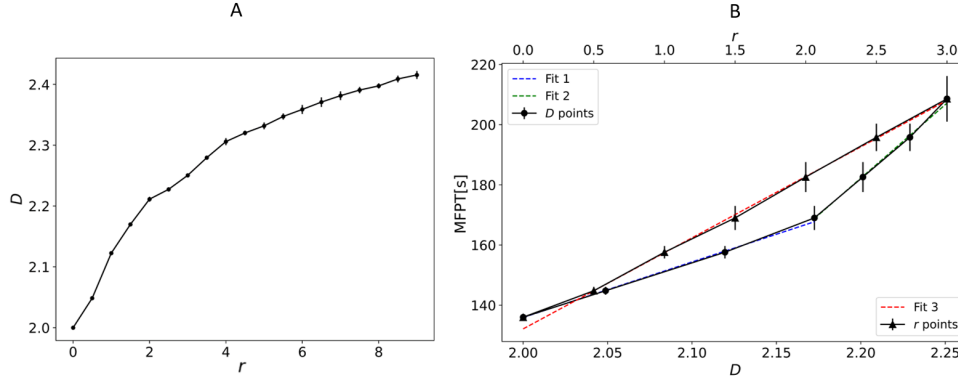 A
2.4
2.3
2.2
2.1
2.0
D
0 2 4 6 8
r
B
r
0.0 0.5 1.0 1.5 2.0 2.5 3.0
220
200
180
160
140
MFPT[s]
Fit 1
Fit 2
D points
Fit 3
r points
2.00 2.05 2.10 2.15 2.20 2.25
D